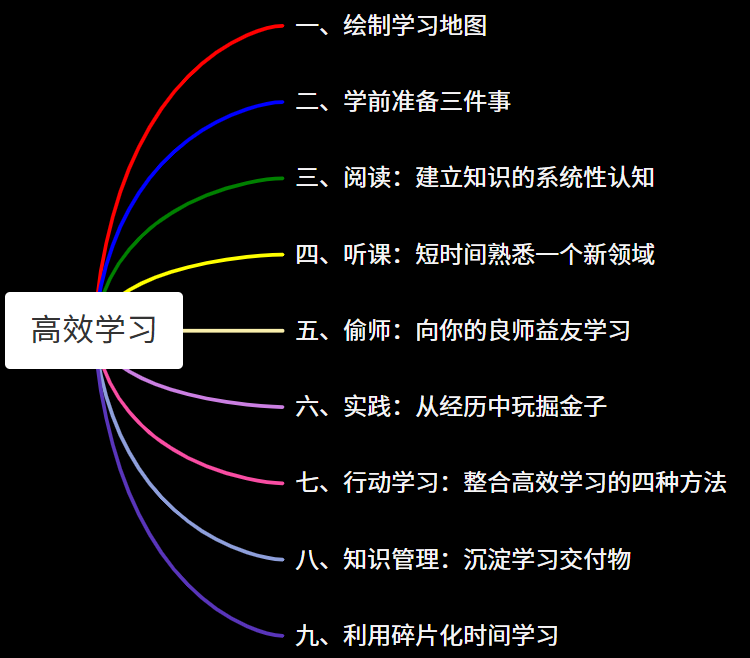 一、绘制学习地图
二、学前准备三件事
三、阅读：建立知识的系统性认知
四、听课：短时间熟悉一个新领域
高效学习
五、偷师：向你的良师益友学习
六、实践：从经历中玩掘金子
七、行动学习：整合高效学习的四种方法
八、知识管理：沉淀学习交付物
九、利用碎片化时间学习